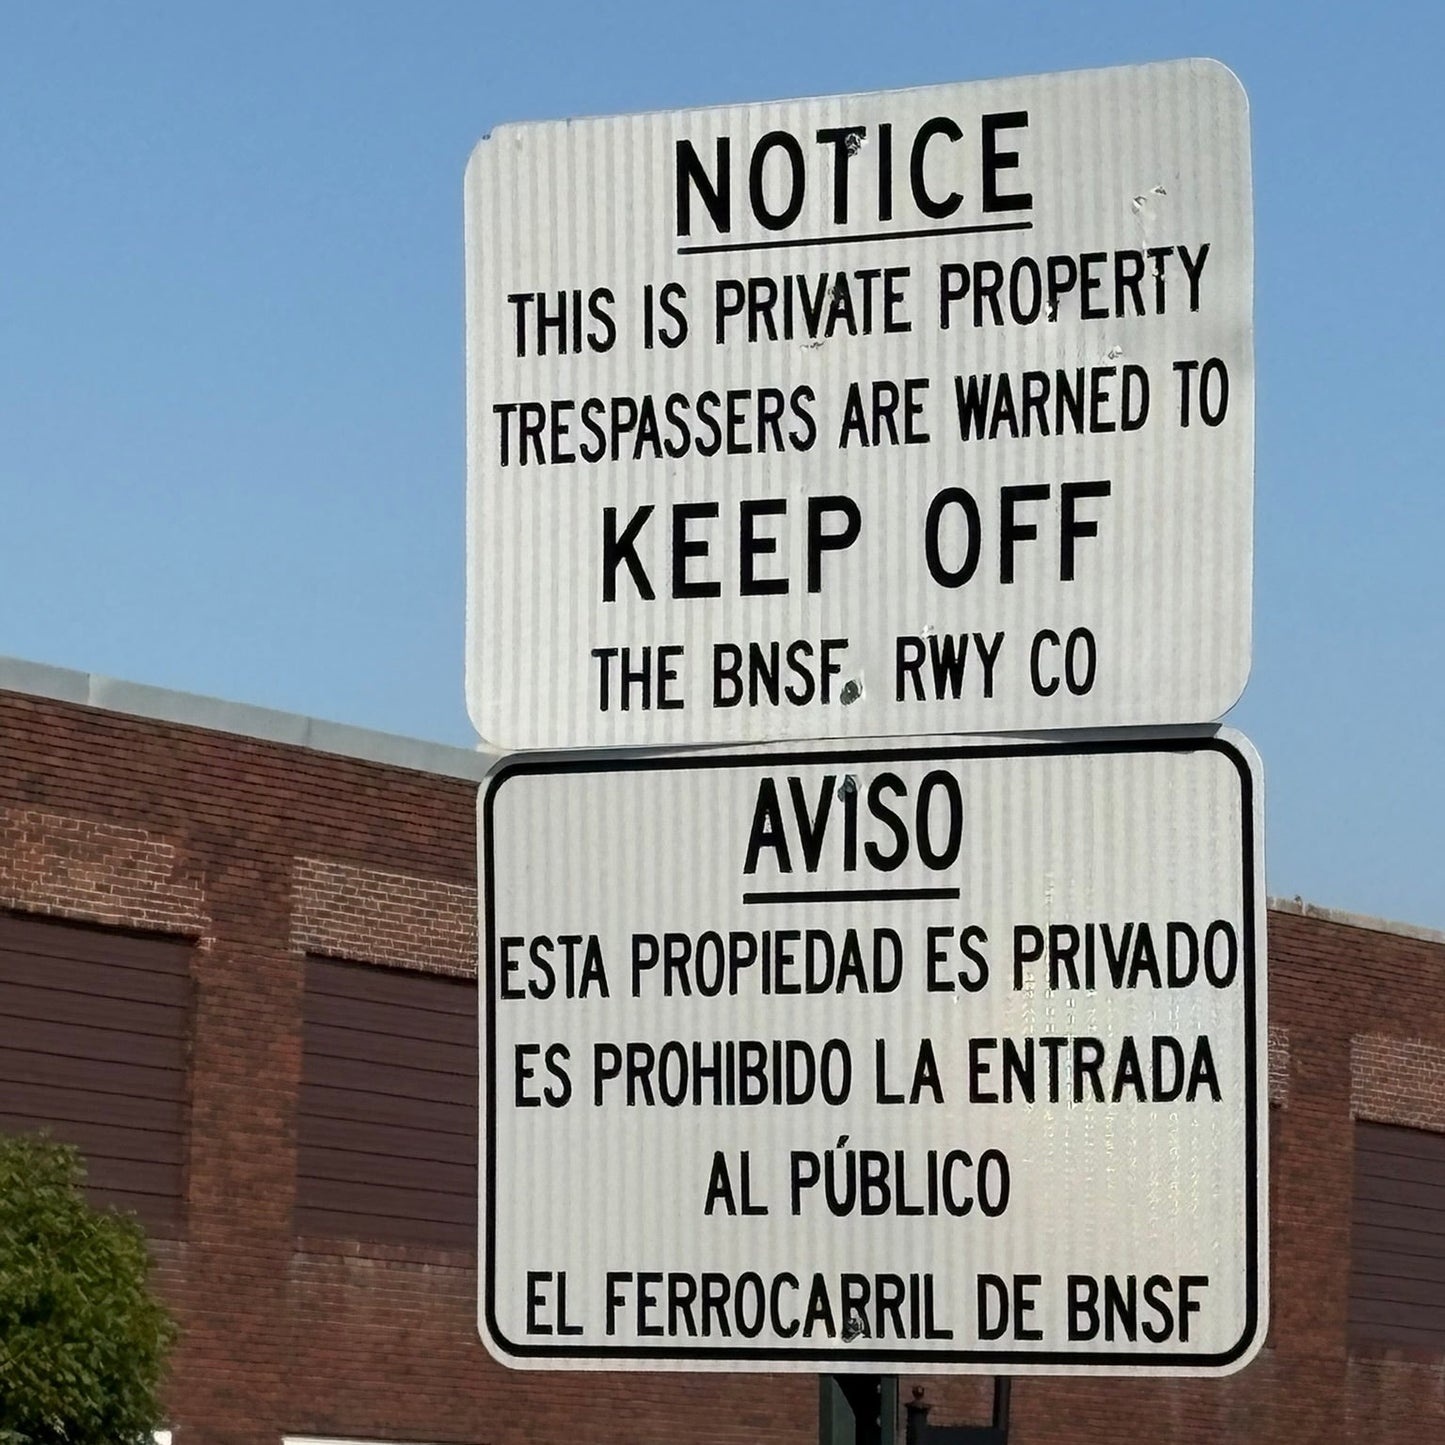 NOTICE
THIS IS PRIVATE PROPERTY
TRESPASSERS ARE WARNED TO
KEEP OFF
THE BNSF. RWY CO
AVISO
ESTA PROPIEDAD ES PRIVADO
ES PROHIBIDO LA ENTRADA
AL PÚBLICO
EL FERROCARRIL DE BNSF